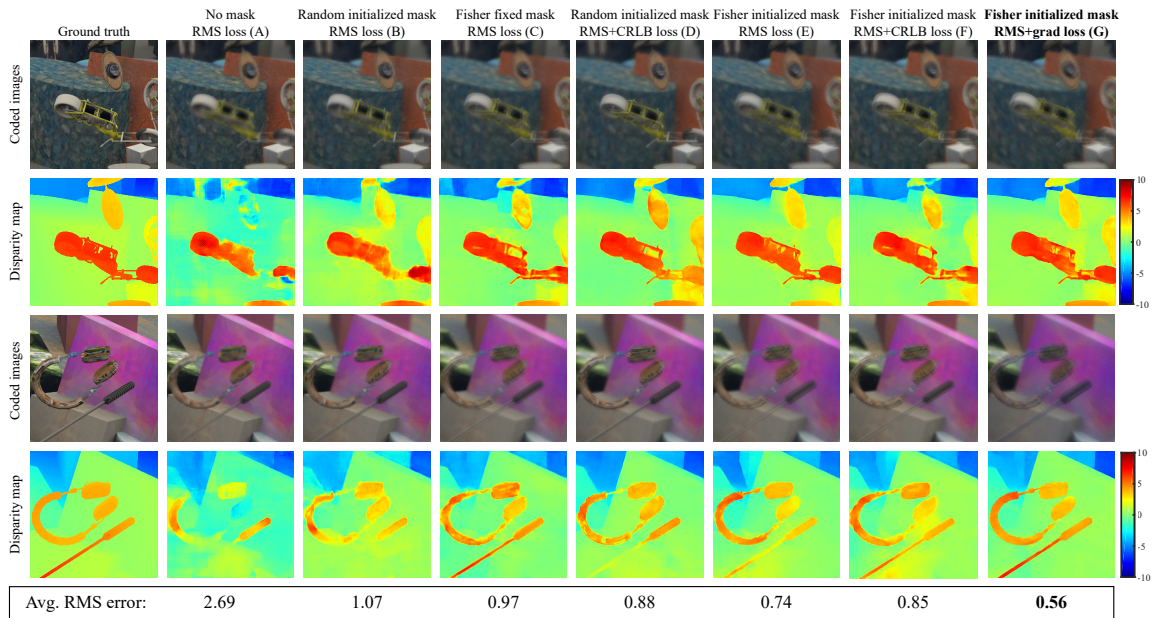 Ground truth
No mask
RMS loss (A)
Random initialized mask
RMS loss (B)
Fisher fixed mask
RMS loss (C)
Random initialized mask
RMS+CRLB loss (D)
Fisher initialized mask
RMS loss (E)
Fisher initialized mask
RMS+CRLB loss (F)
Fisher initialized mask
RMS+grad loss (G)
Coded images
Disparity map
10
5
0
-5
-10
Coded images
Disparity map
10
5
0
-5
-10
Avg. RMS error: 2.69 1.07 0.97 0.88 0.74 0.85 0.56